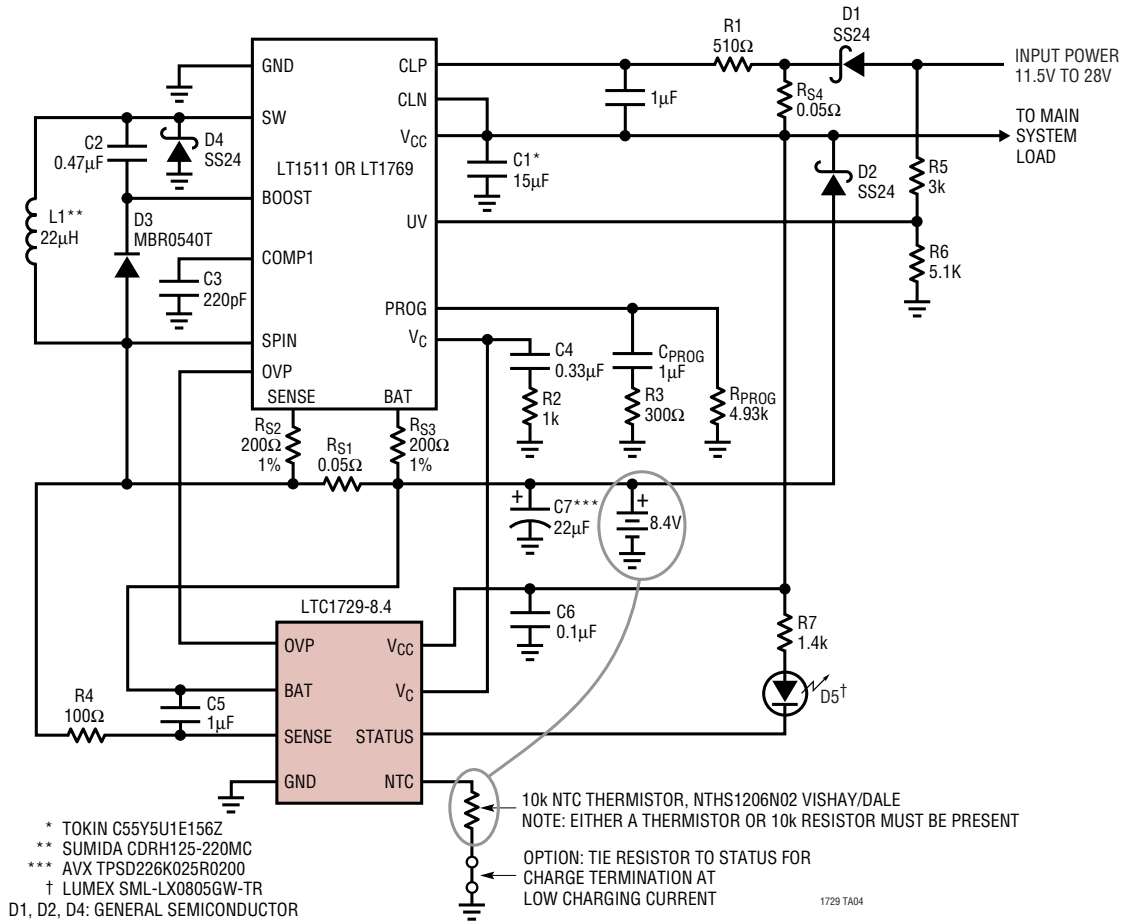 D1
SS24
R1
510Ω
INPUT POWER
11.5V TO 28V
GND
CLP
1µF
RS4
0.05Ω
CLN
SW
VCC
TO MAIN
SYSTEM
LOAD
C2
0.47µF
D4
SS24
LT1511 OR LT1769
C1*
15µF
D2
SS24
R5
3k
BOOST
UV
L1**
22µH
D3
MBR0540T
R6
5.1K
COMP1
C3
220pF
PROG
VC
SPIN
OVP
C4
0.33µF
CPROG
1µF
R2
1k
R3
300Ω
RPROG
4.93k
SENSE
BAT
RS2
200Ω
1%
RS1
0.05Ω
RS3
200Ω
1%
+
C7***
22µF
+
8.4V
LTC1729-8.4
C6
0.1µF
R7
1.4k
OVP
VCC
BAT
VC
D5†
R4
100Ω
C5
1µF
SENSE
STATUS
GND
NTC
10k NTC THERMISTOR, NTHS1206N02 VISHAY/DALE
NOTE: EITHER A THERMISTOR OR 10k RESISTOR MUST BE PRESENT
OPTION: TIE RESISTOR TO STATUS FOR
CHARGE TERMINATION AT
LOW CHARGING CURRENT
* TOKIN C55Y5U1E156Z
** SUMIDA CDRH125-220MC
*** AVX TPSD226K025R0200
† LUMEX SML-LX0805GW-TR
D1, D2, D4: GENERAL SEMICONDUCTOR
1729 TA04